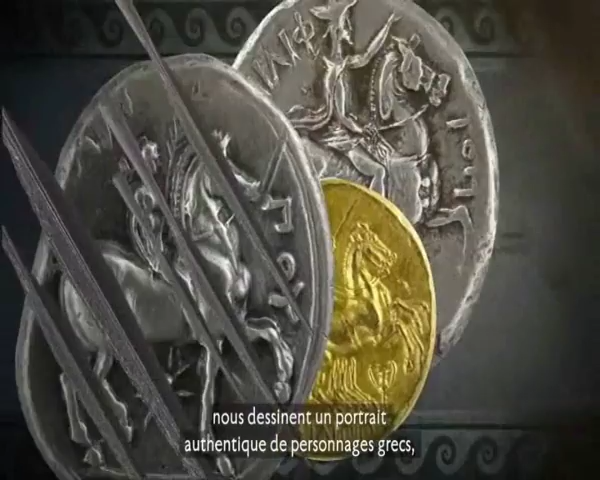 nous dessinent un portrait
authentique de personnages grecs,